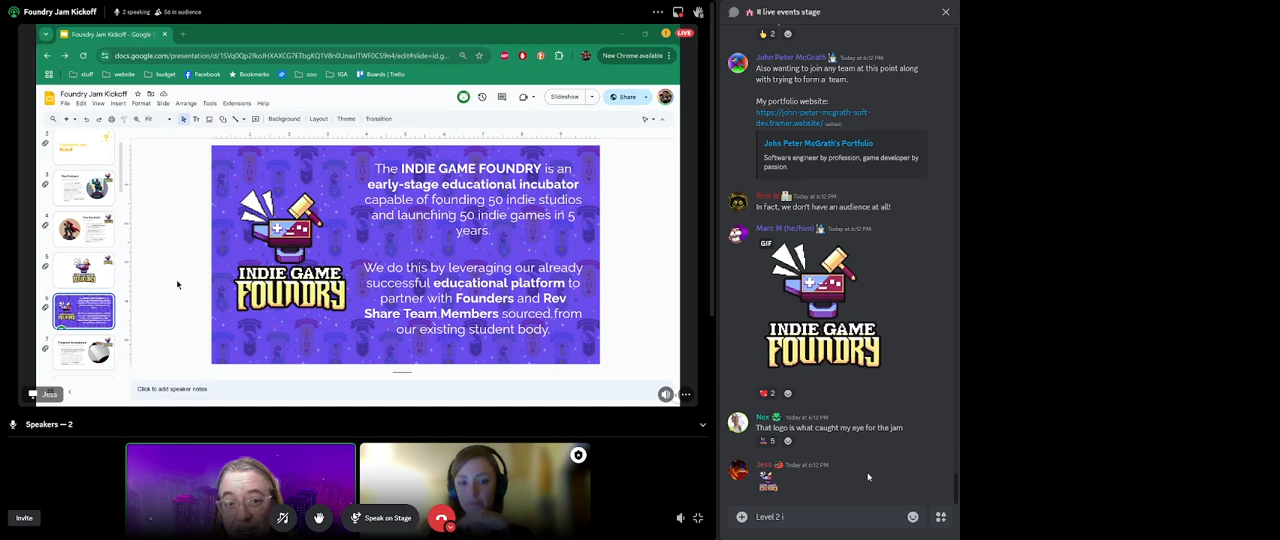 Foundry Jam Kickoff
2 speaking
56 in audience
LIVE
Foundry Jam Kickoff - Google S
New Chrome available
stuff
website
budget
Facebook
Bookmarks
zoo
IGA
Boards | Trello
Foundry Jam Kickoff
File Edit View Insert Format Slide Arrange Tools Extensions Help
Slideshow
Share
Fit
Background
Layout
Theme
Transition
2
3
4
5
6
7
The INDIE GAME FOUNDRY is an
early-stage educational incubator
capable of founding 50 indie studios
and launching 50 indie games in 5
years.
We do this by leveraging our already
successful educational platform to
partner with Founders and Rev
Share Team Members sourced from
our existing student body.
INDIE GAME
FOUNDRY
Click to add speaker notes
Jess
Speakers — 2
Invite
Speak on Stage
live events stage
2
John Peter McGrath Today at 6:12 PM
Also wanting to join any team at this point along
with trying to form a team.
My portfolio website:
https://john-peter-mcgrath-soft-
dev.framer.website/ (edited)
John Peter McGrath's Portfolio
Software engineer by profession, game developer by
passion.
Today at 6:12 PM
In fact, we don't have an audience at all!
Marc M (he/him) Today at 6:12 PM
GIF
INDIE GAME
FOUNDRY
2
Nex Today at 6:12 PM
That logo is what caught my eye for the jam
5
Jess Today at 6:12 PM
Level 2 i